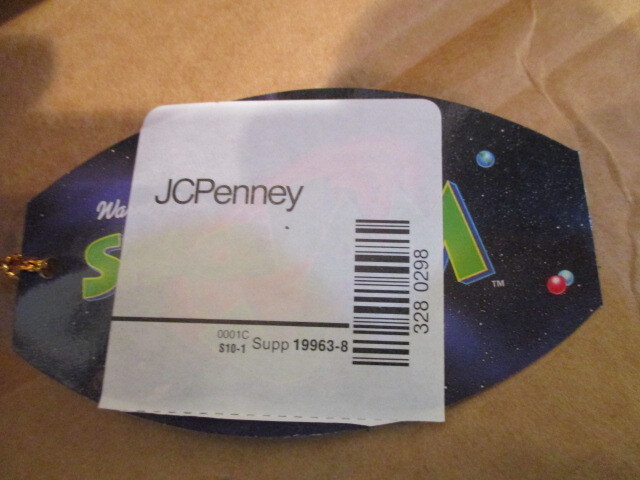 JCPenney
328 0298
0001C
S10-1 Supp 19963-8
TM